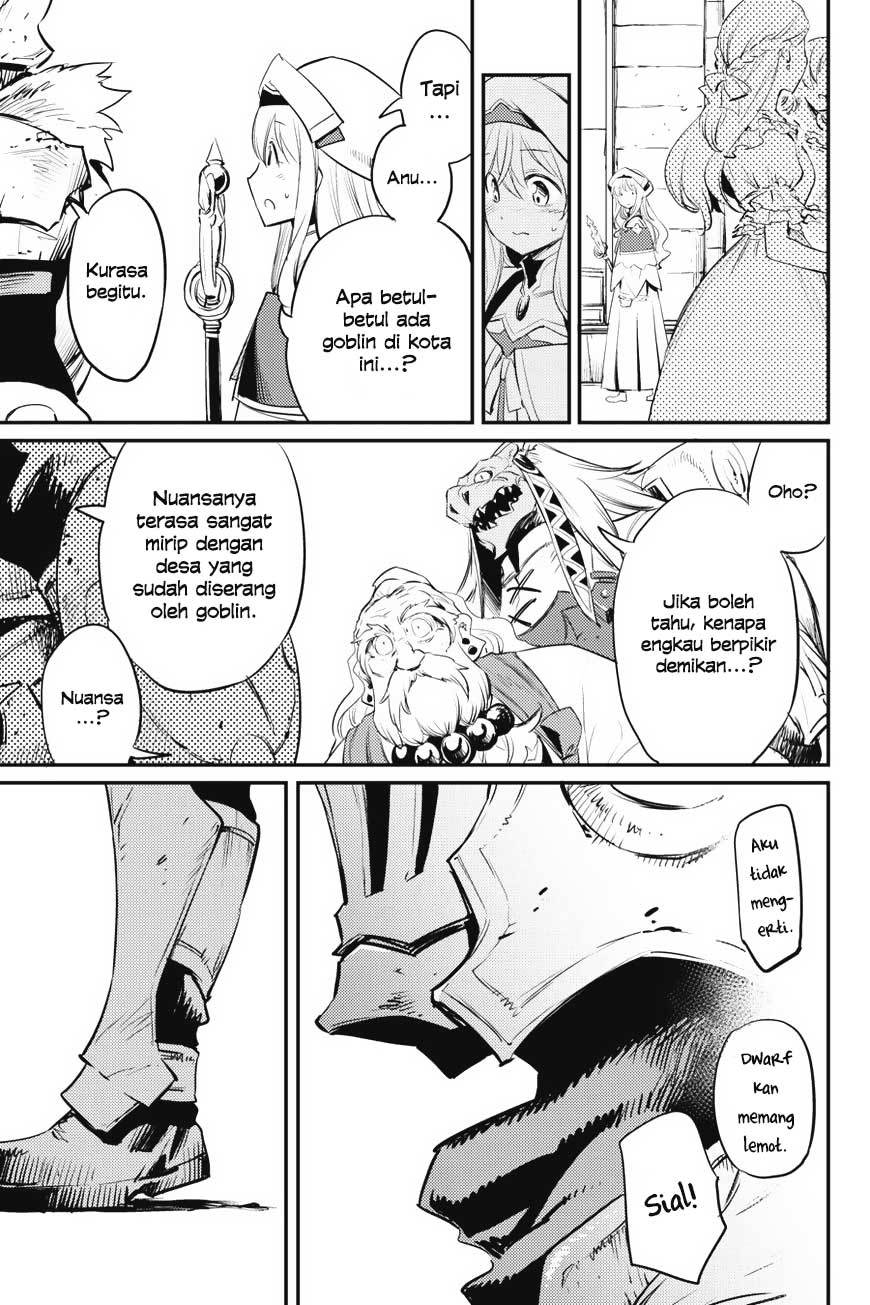 Tapi
...
Anu...
Apa betul-
betul ada
goblin di kota
ini...?
Kurasa
begitu.
Oho?
Jika boleh
tahu, kenapa
engkau berpikir
demikan...?
Nuansanya
terasa sangat
mirip dengan
desa yang
sudah diserang
oleh goblin.
Nuansa
...?
Aku
tidak
meng-
erti.
Dwarf
kan
memang
lemot.
Sial!